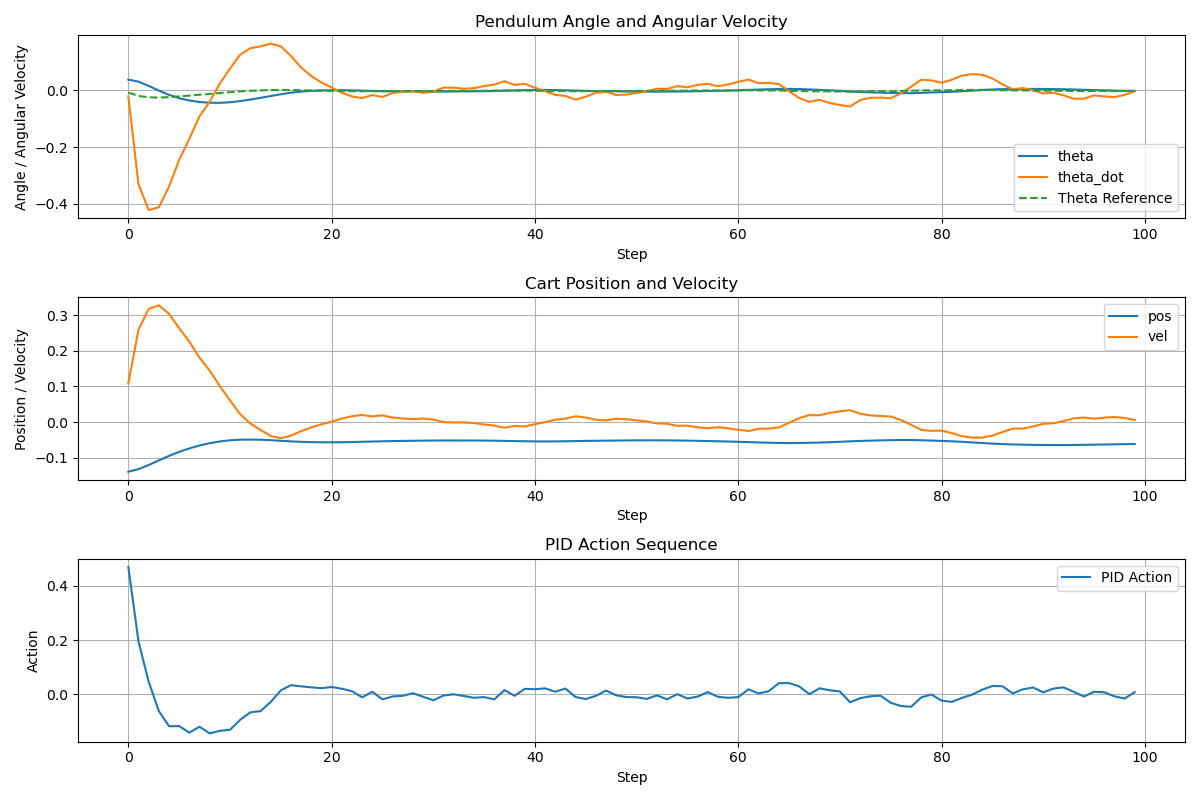 Pendulum Angle and Angular Velocity
Angle / Angular Velocity
0.0
−0.2
−0.4
theta
theta_dot
Theta Reference
0 20 40 60 80 100
Step
Cart Position and Velocity
Position / Velocity
0.3
0.2
0.1
0.0
−0.1
pos
vel
0 20 40 60 80 100
Step
PID Action Sequence
Action
0.4
0.2
0.0
PID Action
0 20 40 60 80 100
Step